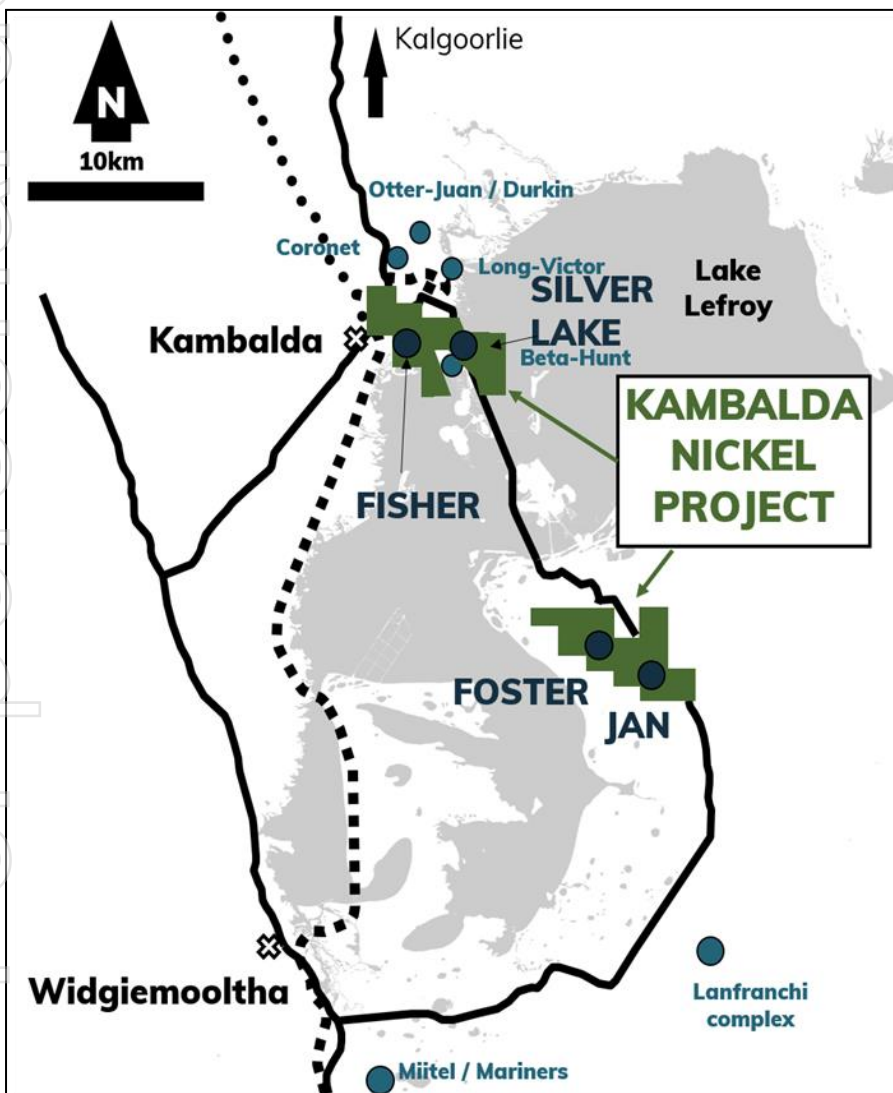 Kalgoorlie
N
10km
Otter-Juan / Durkin
Coronet
Long-Victor
SILVER
LAKE
Lake
Lefroy
Kambalda
Beta-Hunt
KAMBALDA
NICKEL
PROJECT
FISHER
FOSTER
JAN
Widgiemooltha
Lanfranchi
complex
Miitel / Mariners